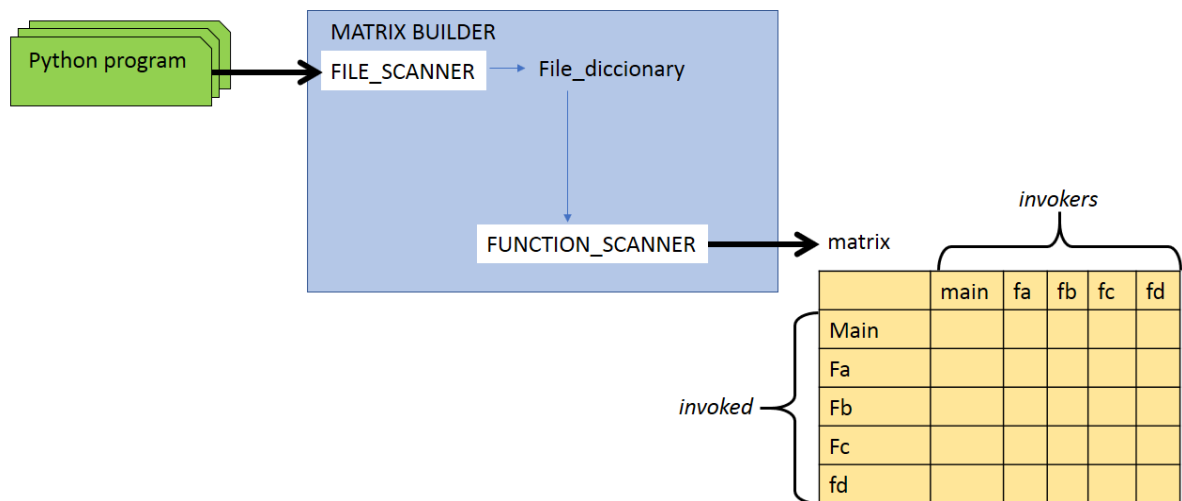 Python program
MATRIX BUILDER
FILE_SCANNER
File_diccionary
FUNCTION_SCANNER
matrix
invokers
main fa fb fc fd
Main
Fa
Fb
Fc
fd
invoked